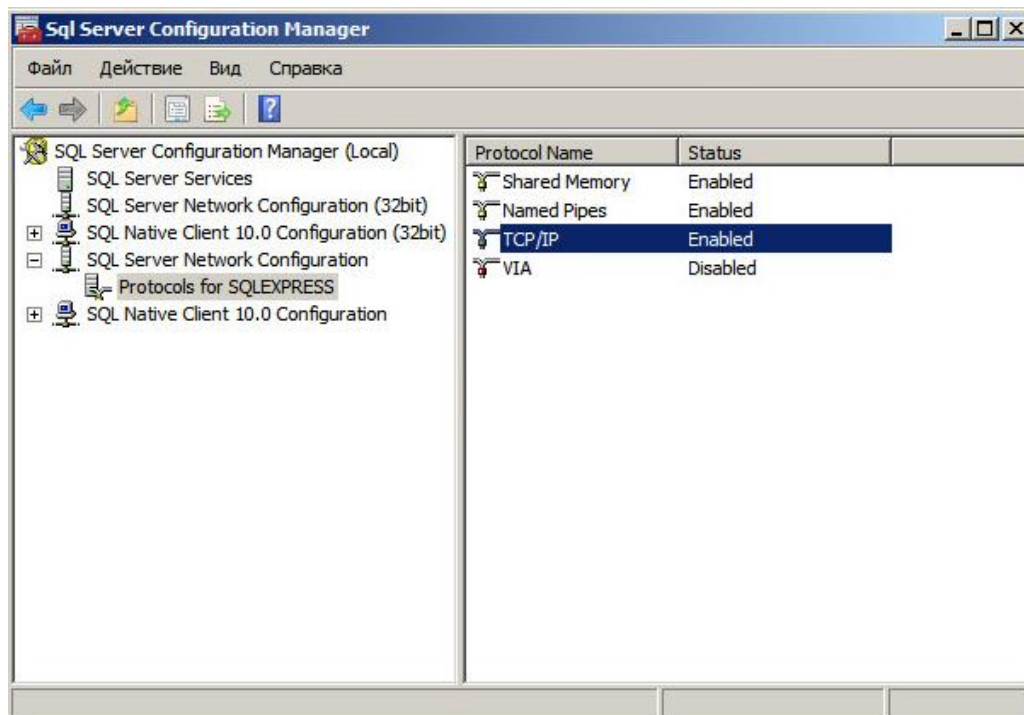 Sql Server Configuration Manager
Файл Действие Вид Справка
SQL Server Configuration Manager (Local)
SQL Server Services
SQL Server Network Configuration (32bit)
SQL Native Client 10.0 Configuration (32bit)
SQL Server Network Configuration
Protocols for SQLEXPRESS
SQL Native Client 10.0 Configuration
Protocol Name Status
Shared Memory Enabled
Named Pipes Enabled
TCP/IP Enabled
VIA Disabled